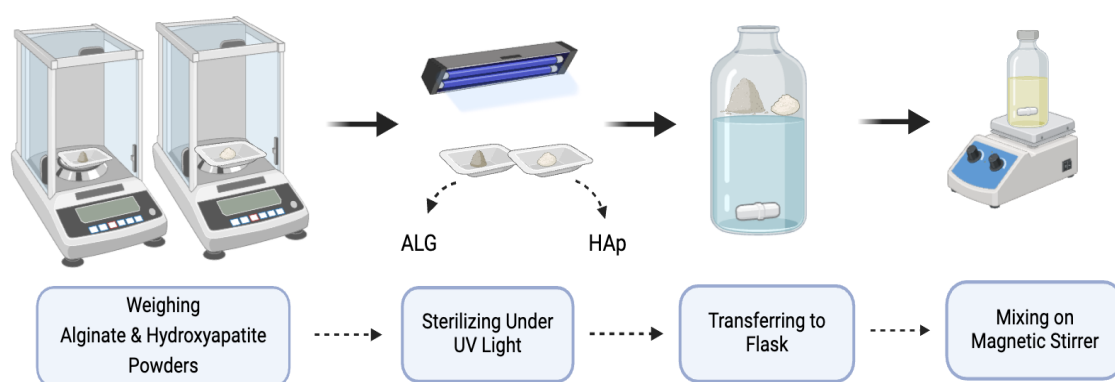 ALG
HAp
Weighing
Alginate & Hydroxyapatite
Powders
Sterilizing Under
UV Light
Transferring to
Flask
Mixing on
Magnetic Stirrer